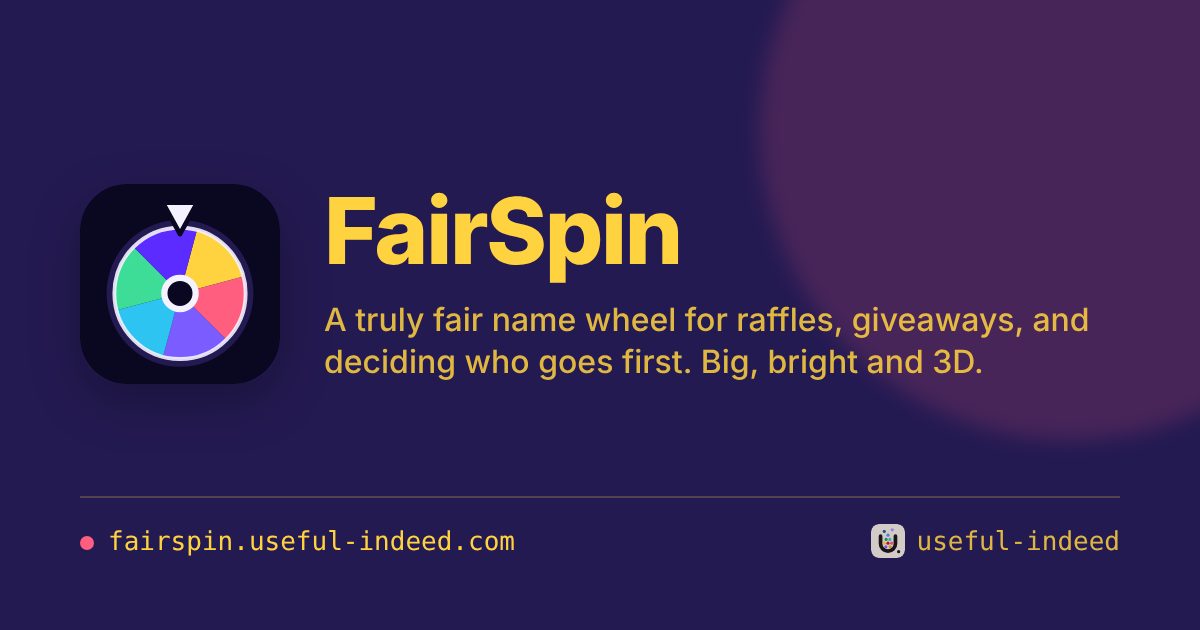 FairSpin
A truly fair name wheel for raffles, giveaways, and
deciding who goes first. Big, bright and 3D.
fairspin.useful-indeed.com
useful-indeed